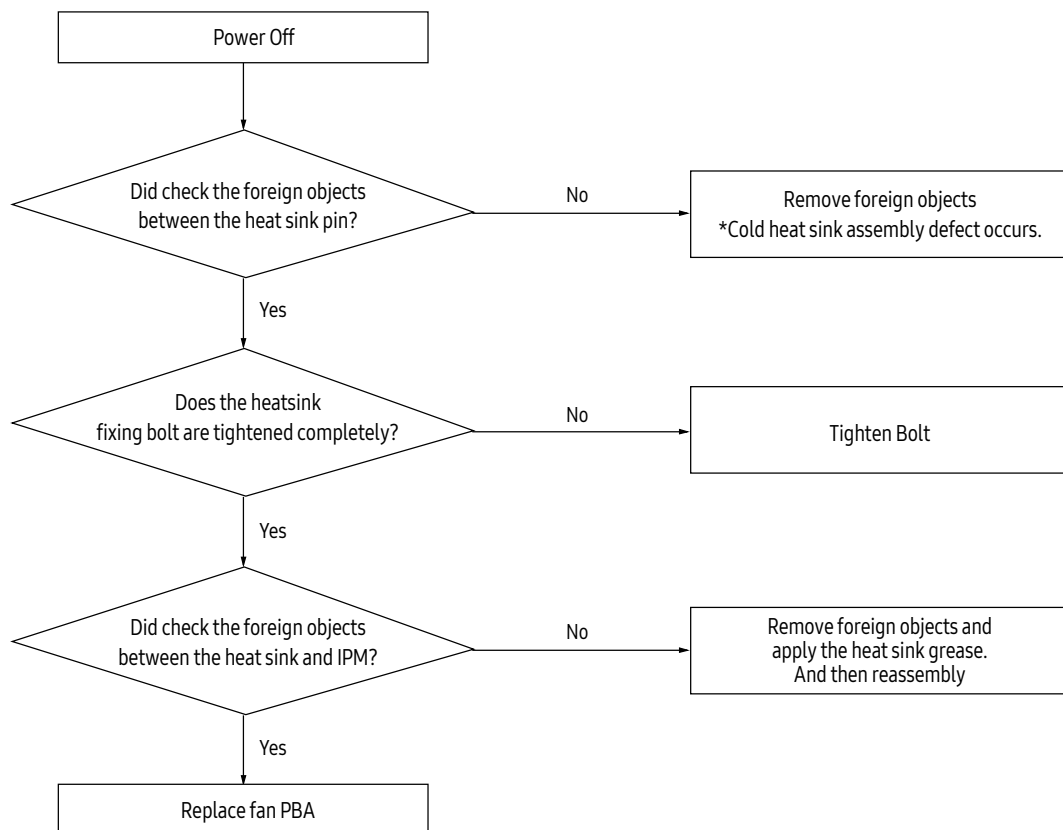 Power Off
Did check the foreign objects
between the heat sink pin?
No
Remove foreign objects
*Cold heat sink assembly defect occurs.
Yes
Does the heatsink
fixing bolt are tightened completely?
No
Tighten Bolt
Yes
Did check the foreign objects
between the heat sink and IPM?
No
Remove foreign objects and
apply the heat sink grease.
And then reassembly
Yes
Replace fan PBA